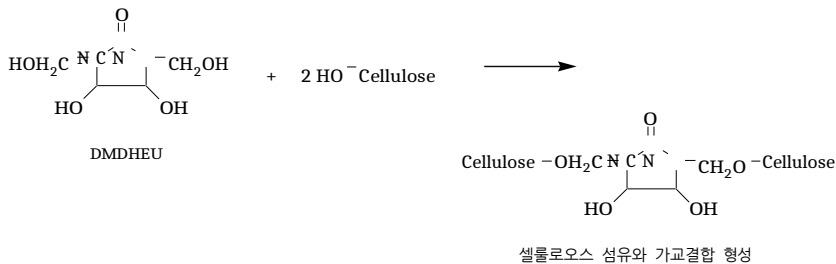 O
HOH₂C N C N CH₂OH
HO OH
DMDHEU
+ 2 HO Cellulose
O
Cellulose OH₂C N C N CH₂O Cellulose
HO OH
셀룰로오스 섬유와 가교결합 형성